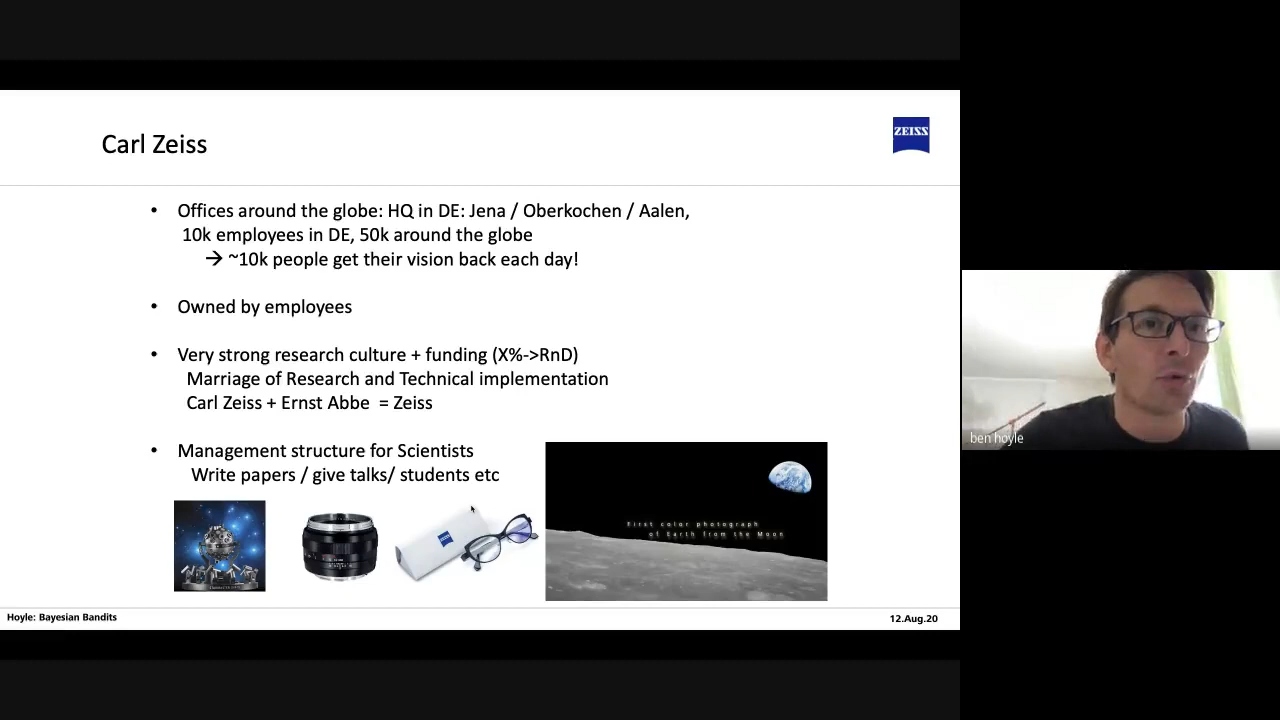 Carl Zeiss
ZEISS
• Offices around the globe: HQ in DE: Jena / Oberkochen / Aalen,
10k employees in DE, 50k around the globe
→ ~10k people get their vision back each day!
• Owned by employees
• Very strong research culture + funding (X%->RnD)
Marriage of Research and Technical implementation
Carl Zeiss + Ernst Abbe = Zeiss
• Management structure for Scientists
Write papers / give talks/ students etc
First color photograph
of Earth from the Moon
Hoyle: Bayesian Bandits
12.Aug.20
ben hoyle